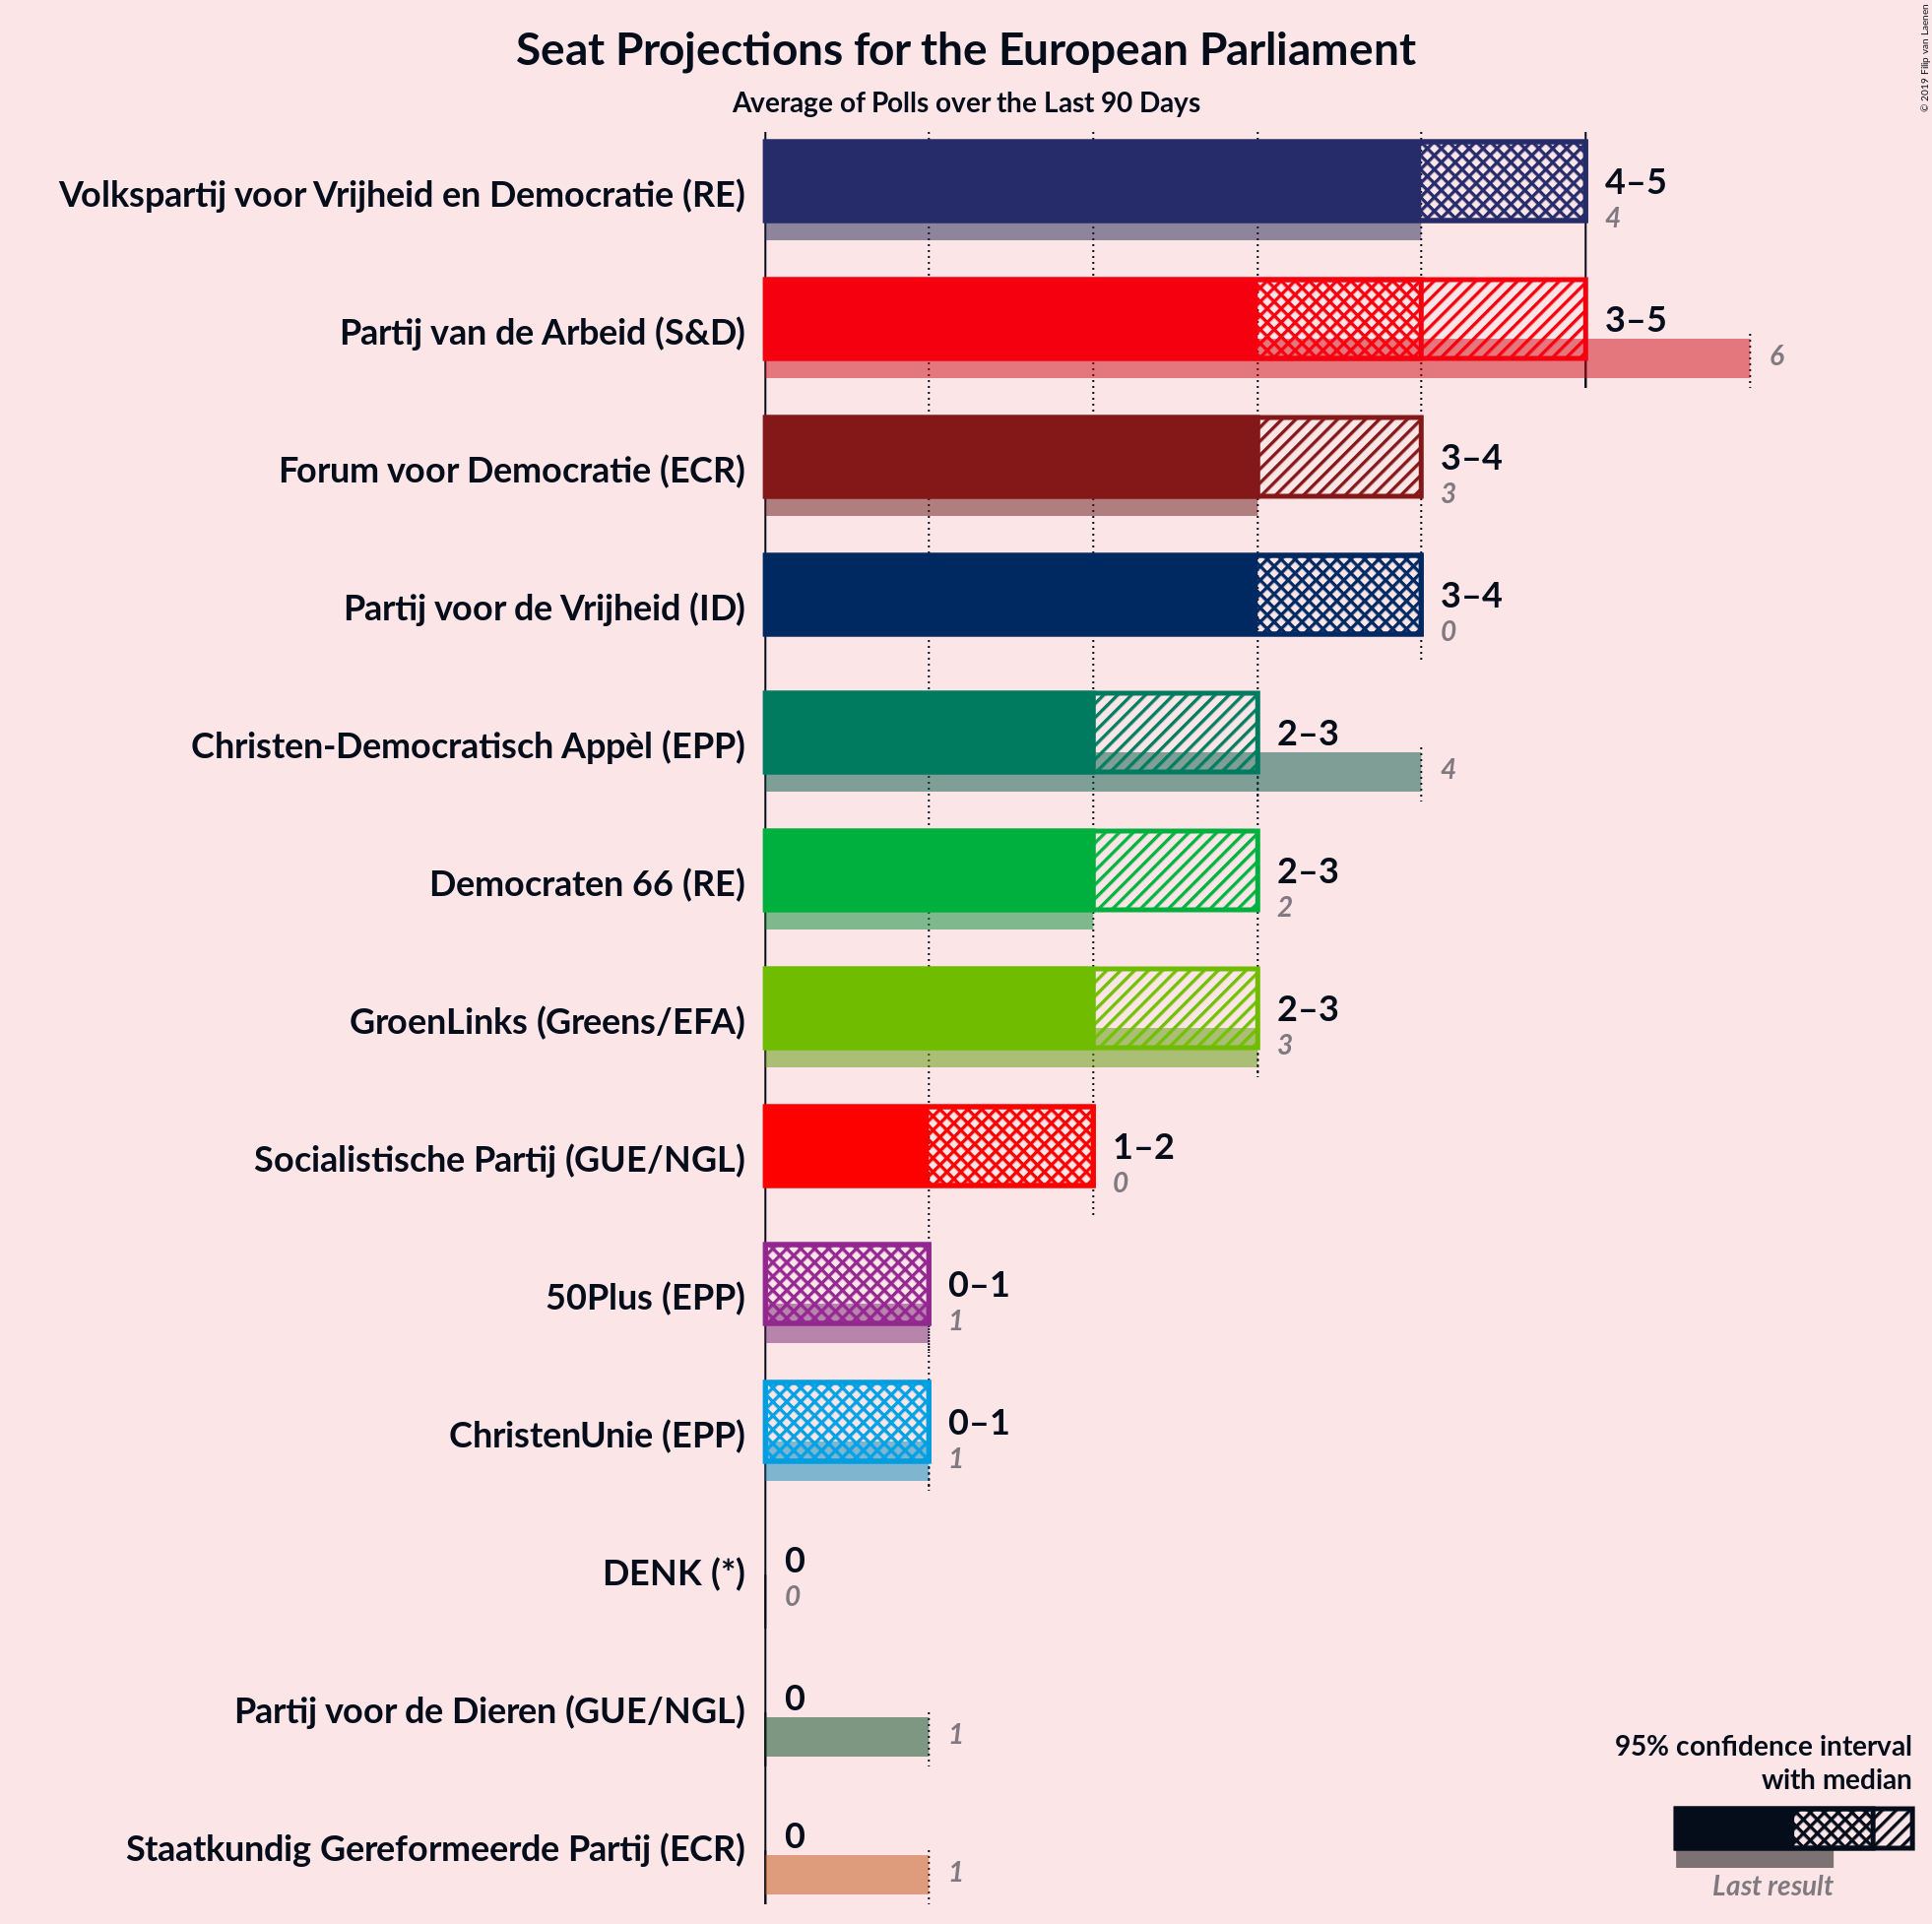 Seat Projections for the European Parliament
Average of Polls over the Last 90 Days
© 2019 Filip van Laenen
Volkspartij voor Vrijheid en Democratie (RE)
4–5
4
Partij van de Arbeid (S&D)
3–5
6
Forum voor Democratie (ECR)
3–4
3
Partij voor de Vrijheid (ID)
3–4
0
Christen-Democratisch Appèl (EPP)
2–3
4
Democraten 66 (RE)
2–3
2
GroenLinks (Greens/EFA)
2–3
3
Socialistische Partij (GUE/NGL)
1–2
0
50Plus (EPP)
0–1
1
ChristenUnie (EPP)
0–1
1
DENK (*)
0
0
Partij voor de Dieren (GUE/NGL)
0
1
Staatkundig Gereformeerde Partij (ECR)
0
1
95% confidence interval
with median
Last result